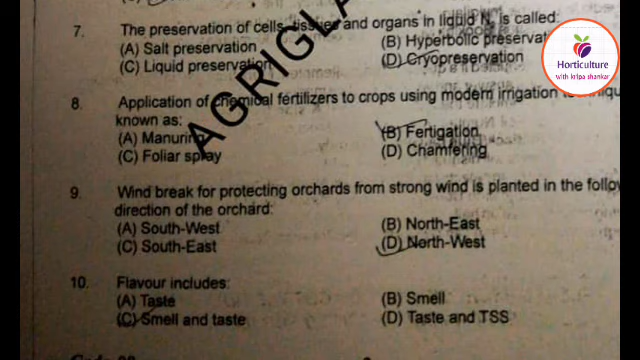 7. The preservation of cells, tissues and organs in liquid N₂ is called:
(A) Salt preservation (B) Hyperbolic preservati
(C) Liquid preservation (D) Cryopreservation
8. Application of chemical fertilizers to crops using modern irrigation
known as:
(A) Manuring (B) Fertigation
(C) Foliar spray (D) Chamfering
9. Wind break for protecting orchards from strong wind is planted in the follo
direction of the orchard:
(A) South-West (B) North-East
(C) South-East (D) North-West
10. Flavour includes:
(A) Taste (B) Smell
(C) Smell and taste (D) Taste and TSS
AGRIGLA
Horticulture
with kripa shankar